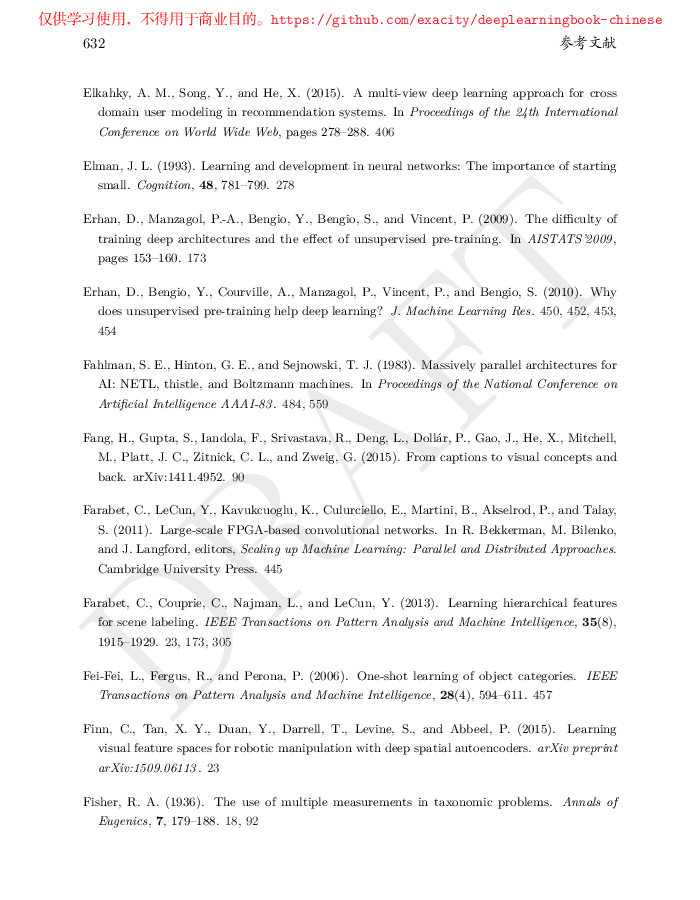 仅供学习使用，不得用于商业目的。https://github.com/exacity/deeplearningbook-chinese
632 参考文献
Elkahky, A. M., Song, Y., and He, X. (2015). A multi-view deep learning approach for cross
domain user modeling in recommendation systems. In Proceedings of the 24th International
Conference on World Wide Web, pages 278–288. 406
Elman, J. L. (1993). Learning and development in neural networks: The importance of starting
small. Cognition, 48, 781–799. 278
Erhan, D., Manzagol, P.-A., Bengio, Y., Bengio, S., and Vincent, P. (2009). The difficulty of
training deep architectures and the effect of unsupervised pre-training. In AISTATS'2009,
pages 153–160. 173
Erhan, D., Bengio, Y., Courville, A., Manzagol, P., Vincent, P., and Bengio, S. (2010). Why
does unsupervised pre-training help deep learning? J. Machine Learning Res. 450, 452, 453,
454
Fahlman, S. E., Hinton, G. E., and Sejnowski, T. J. (1983). Massively parallel architectures for
AI: NETL, thistle, and Boltzmann machines. In Proceedings of the National Conference on
Artificial Intelligence AAAI-83. 484, 559
Fang, H., Gupta, S., Iandola, F., Srivastava, R., Deng, L., Dollár, P., Gao, J., He, X., Mitchell,
M., Platt, J. C., Zitnick, C. L., and Zweig, G. (2015). From captions to visual concepts and
back. arXiv:1411.4952. 90
Farabet, C., LeCun, Y., Kavukcuoglu, K., Culurciello, E., Martini, B., Akselrod, P., and Talay,
S. (2011). Large-scale FPGA-based convolutional networks. In R. Bekkerman, M. Bilenko,
and J. Langford, editors, Scaling up Machine Learning: Parallel and Distributed Approaches.
Cambridge University Press. 445
Farabet, C., Couprie, C., Najman, L., and LeCun, Y. (2013). Learning hierarchical features
for scene labeling. IEEE Transactions on Pattern Analysis and Machine Intelligence, 35(8),
1915–1929. 23, 173, 305
Fei-Fei, L., Fergus, R., and Perona, P. (2006). One-shot learning of object categories. IEEE
Transactions on Pattern Analysis and Machine Intelligence, 28(4), 594–611. 457
Finn, C., Tan, X. Y., Duan, Y., Darrell, T., Levine, S., and Abbeel, P. (2015). Learning
visual feature spaces for robotic manipulation with deep spatial autoencoders. arXiv preprint
arXiv:1509.06113. 23
Fisher, R. A. (1936). The use of multiple measurements in taxonomic problems. Annals of
Eugenics, 7, 179–188. 18, 92
DRAFT